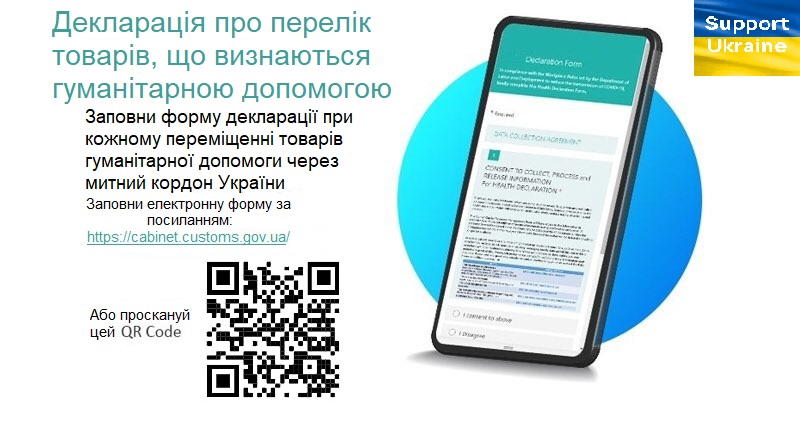 Декларація про перелік
товарів, що визнаються
гуманітарною допомогою
Заповни форму декларації при
кожному переміщенні товарів
гуманітарної допомоги через
митний кордон України
Заповни електронну форму за
посиланням:
https://cabinet.customs.gov.ua/
Або проскануй
цей QR Code
Support
Ukraine
Declaration Form
In compliance with the Workplace Rules set by the Department of
Labor and Employment to reduce the transmission of COVID-19,
kindly complete this Health Declaration Form.
* Required
DATA COLLECTION AGREEMENT
1
CONSENT TO COLLECT, PROCESS and
RELEASE INFORMATION
For HEALTH DECLARATION *
I consent to above
I Disagree